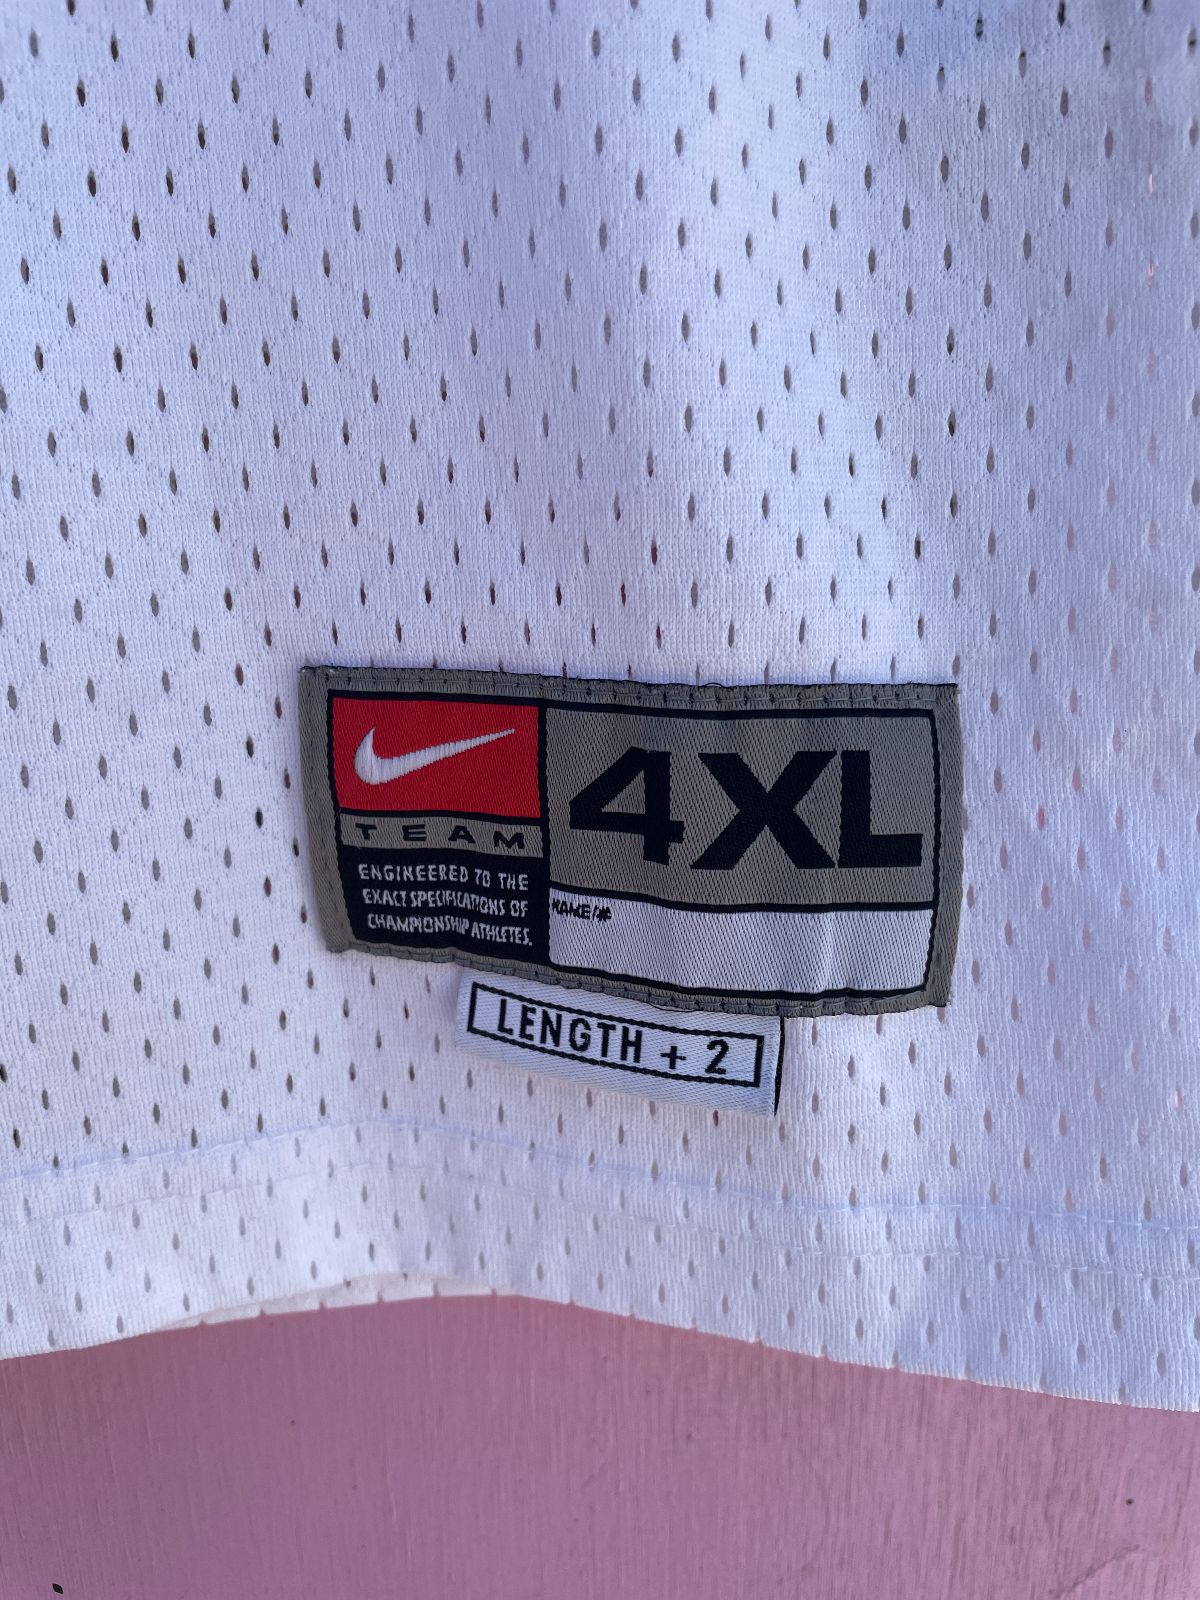 TEAM
ENGINEERED TO THE
EXACT SPECIFICATIONS OF
CHAMPIONSHIP ATHLETES.
4XL
NAME/#
LENGTH + 2